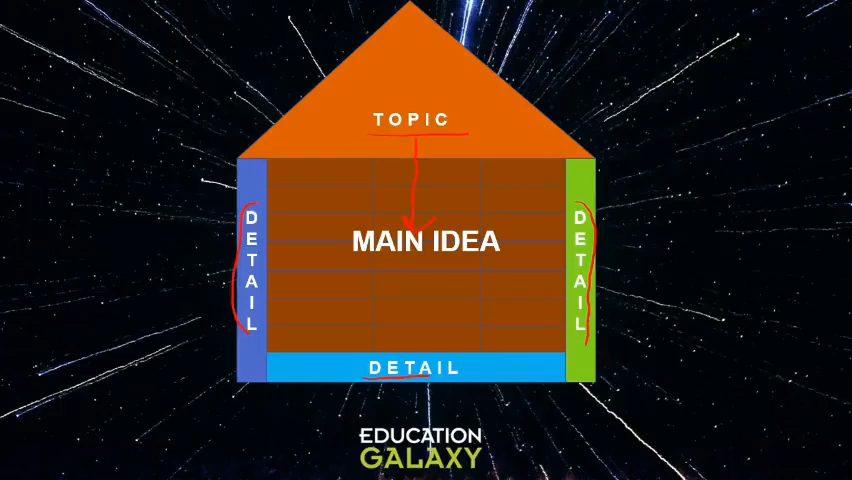 TOPIC
MAIN IDEA
DETAIL
DETAIL
DETAIL
EDUCATION
GALAXY